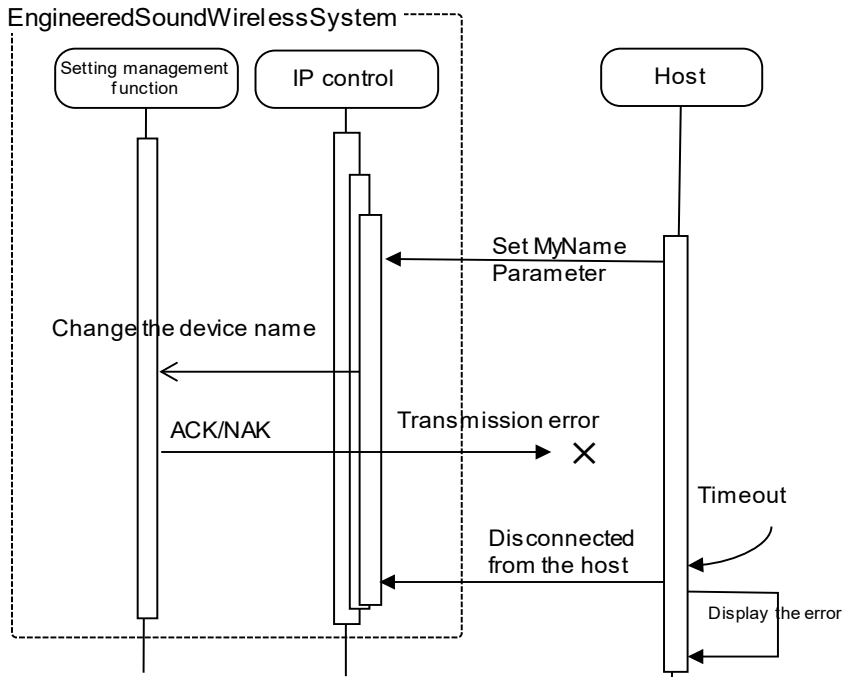 EngineeredSoundWirelessSystem
Setting management
function
IP control
Host
Set MyName
Parameter
Change the device name
ACK/NAK
Transmission error
Timeout
Disconnected
from the host
Display the error